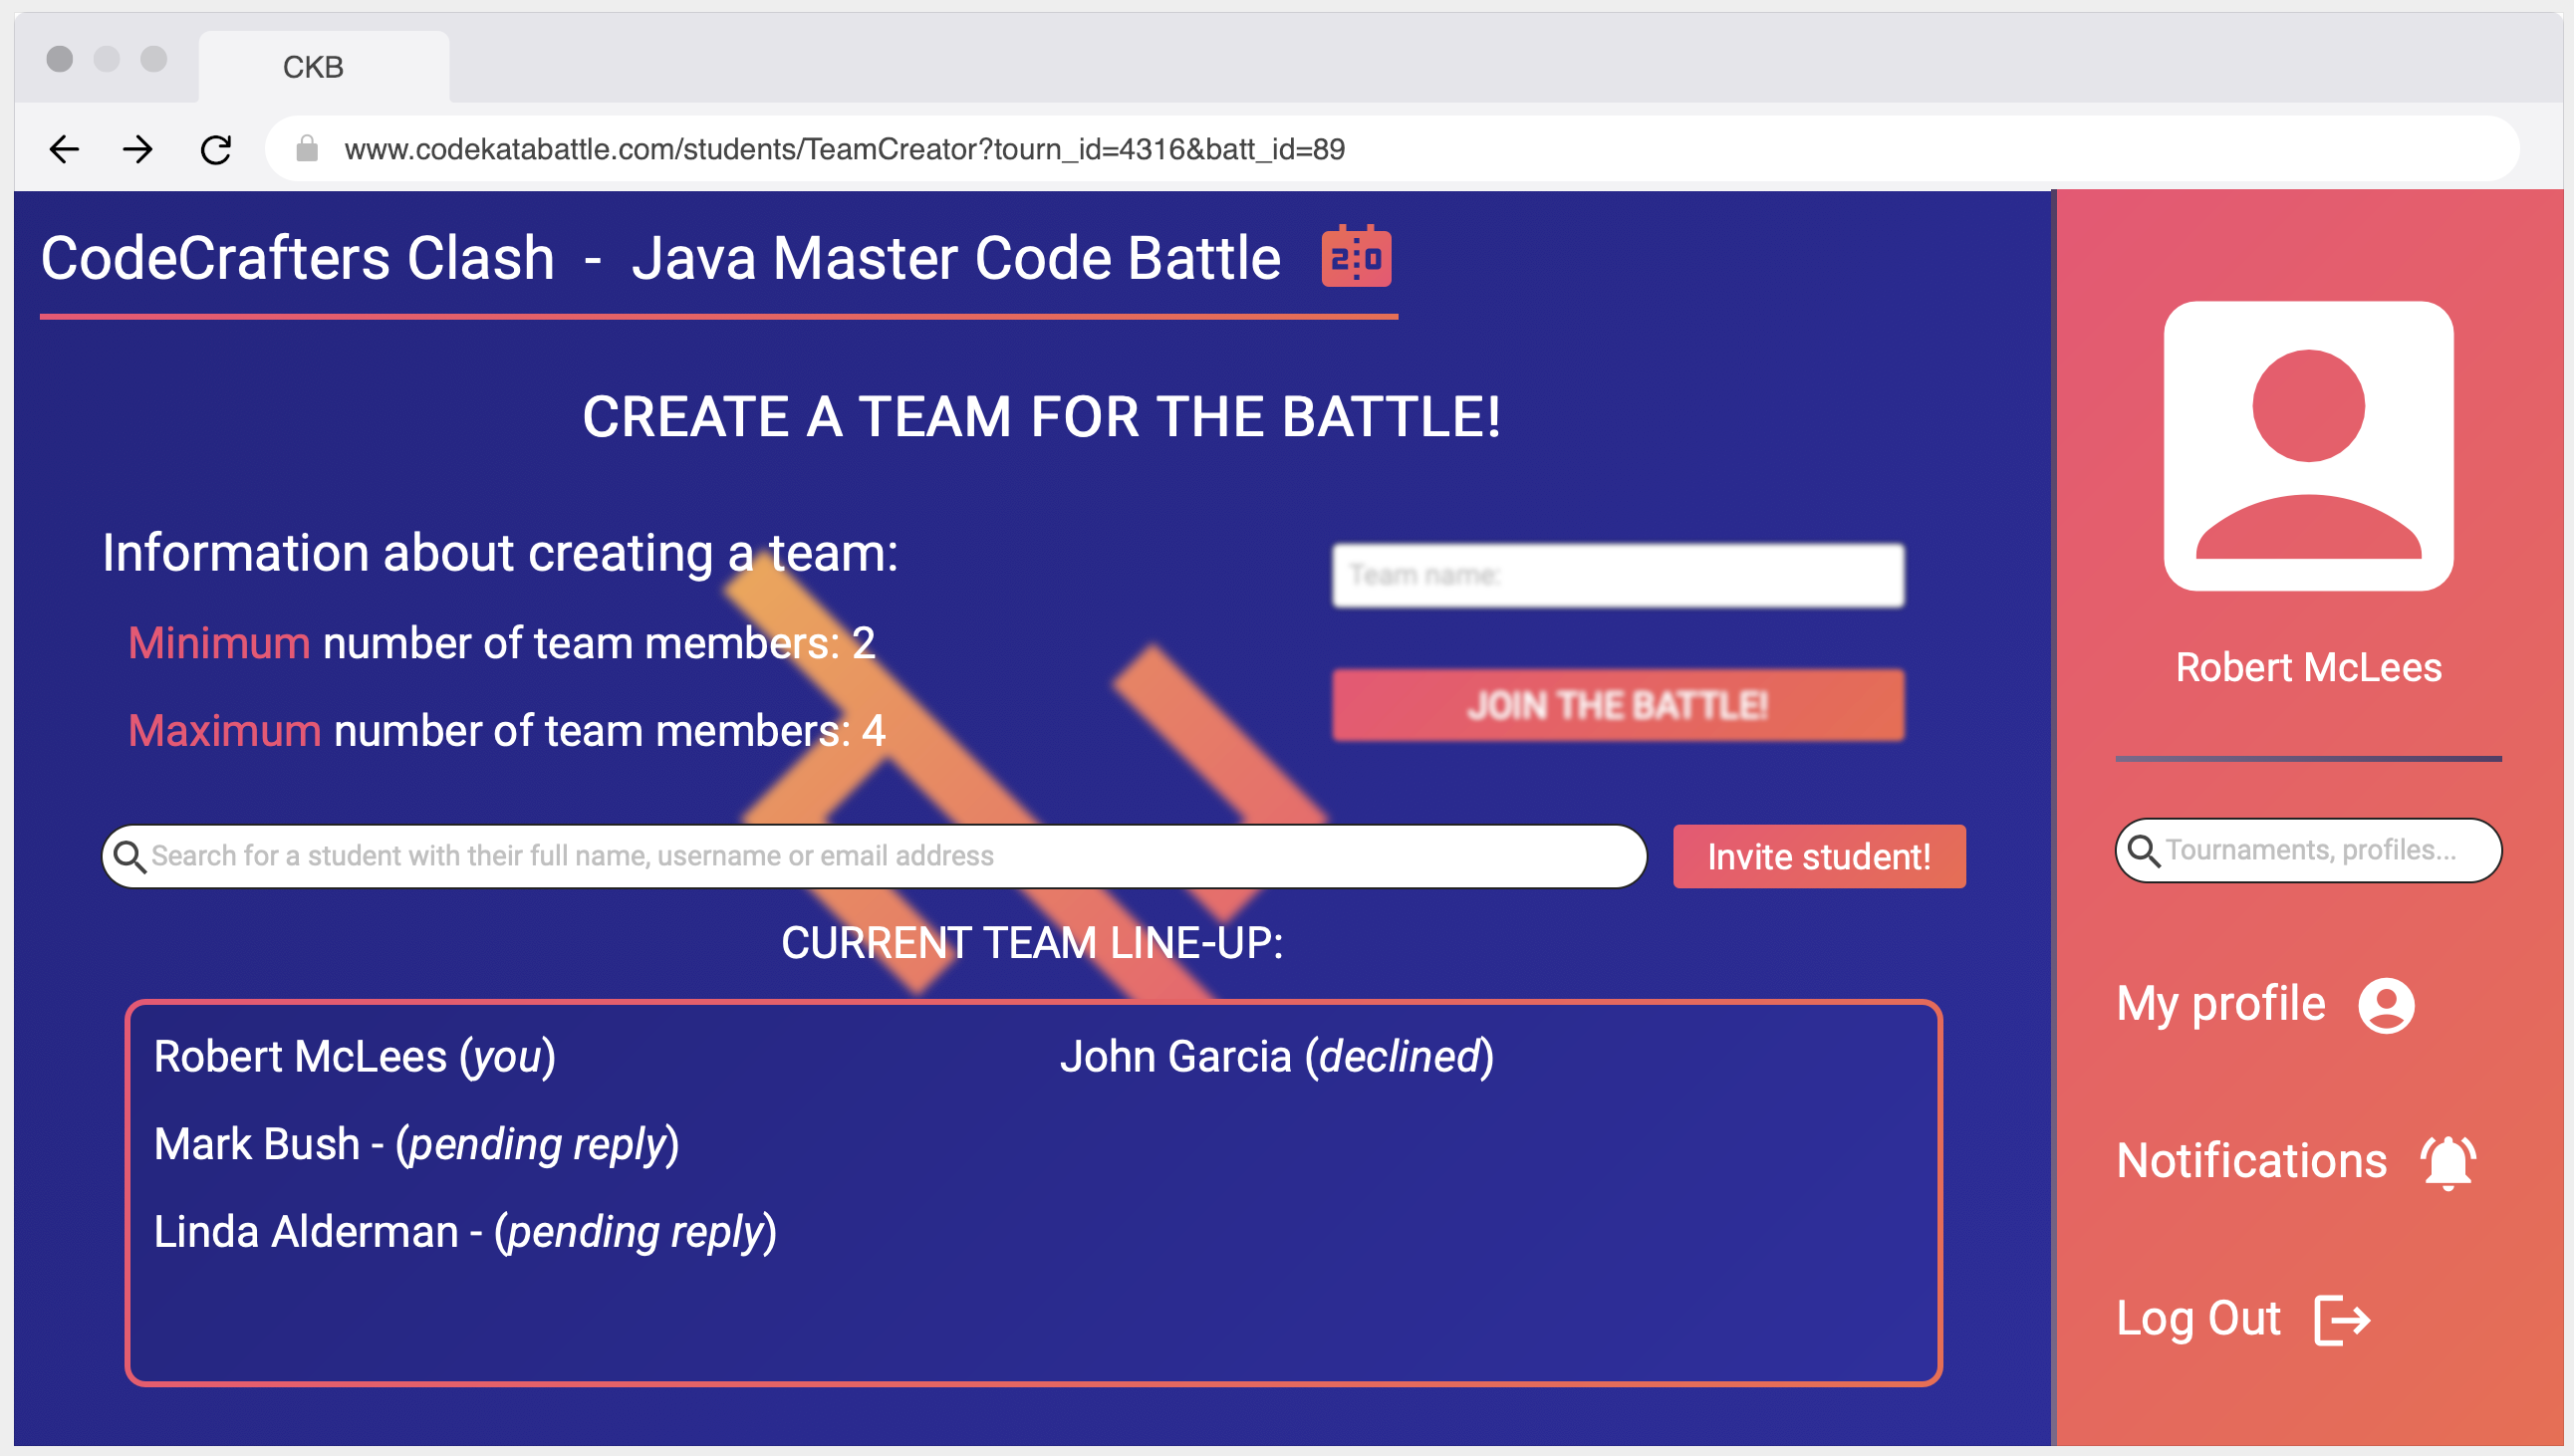 CKB
www.codekatabattle.com/students/TeamCreator?tourn_id=4316&batt_id=89
CodeCrafters Clash - Java Master Code Battle 2:0
CREATE A TEAM FOR THE BATTLE!
Information about creating a team:
Minimum number of team members: 2
Maximum number of team members: 4
Team name:
JOIN THE BATTLE!
Search for a student with their full name, username or email address
Invite student!
CURRENT TEAM LINE-UP:
Robert McLees (you)
Mark Bush - (pending reply)
Linda Alderman - (pending reply)
John Garcia (declined)
Robert McLees
Tournaments, profiles...
My profile
Notifications
Log Out